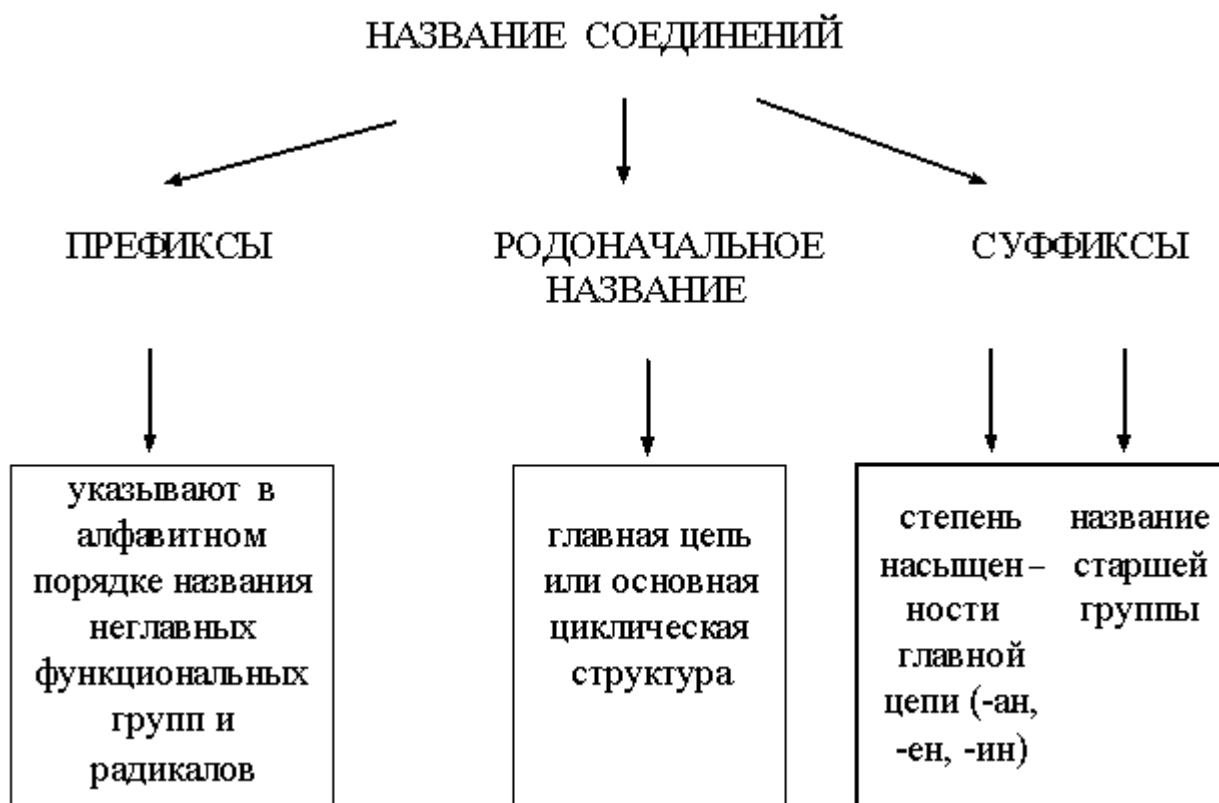 НАЗВАНИЕ СОЕДИНЕНИЙ
ПРЕФИКСЫ
РОДОНАЧАЛЬНОЕ
НАЗВАНИЕ
СУФФИКСЫ
указывают в
алфавитном
порядке названия
неглавных
функциональных
групп и
радикалов
главная цепь
или основная
циклическая
структура
степень
насыщен–
ности
главной
цепи (-ан,
-ен, -ин)
название
старшей
группы